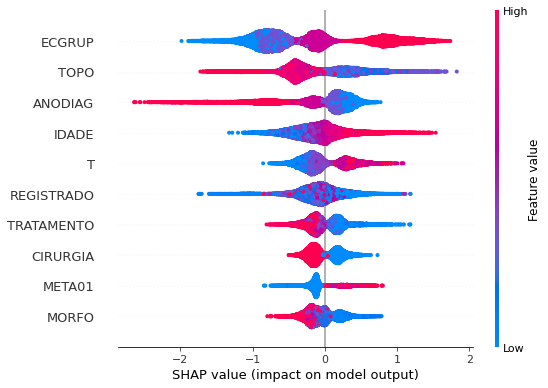 High
ECGRUP
TOPO
ANODIAG
IDADE
T
REGISTRADO
TRATAMENTO
CIRURGIA
META01
MORFO
Feature value
Low
−2 −1 0 1 2
SHAP value (impact on model output)